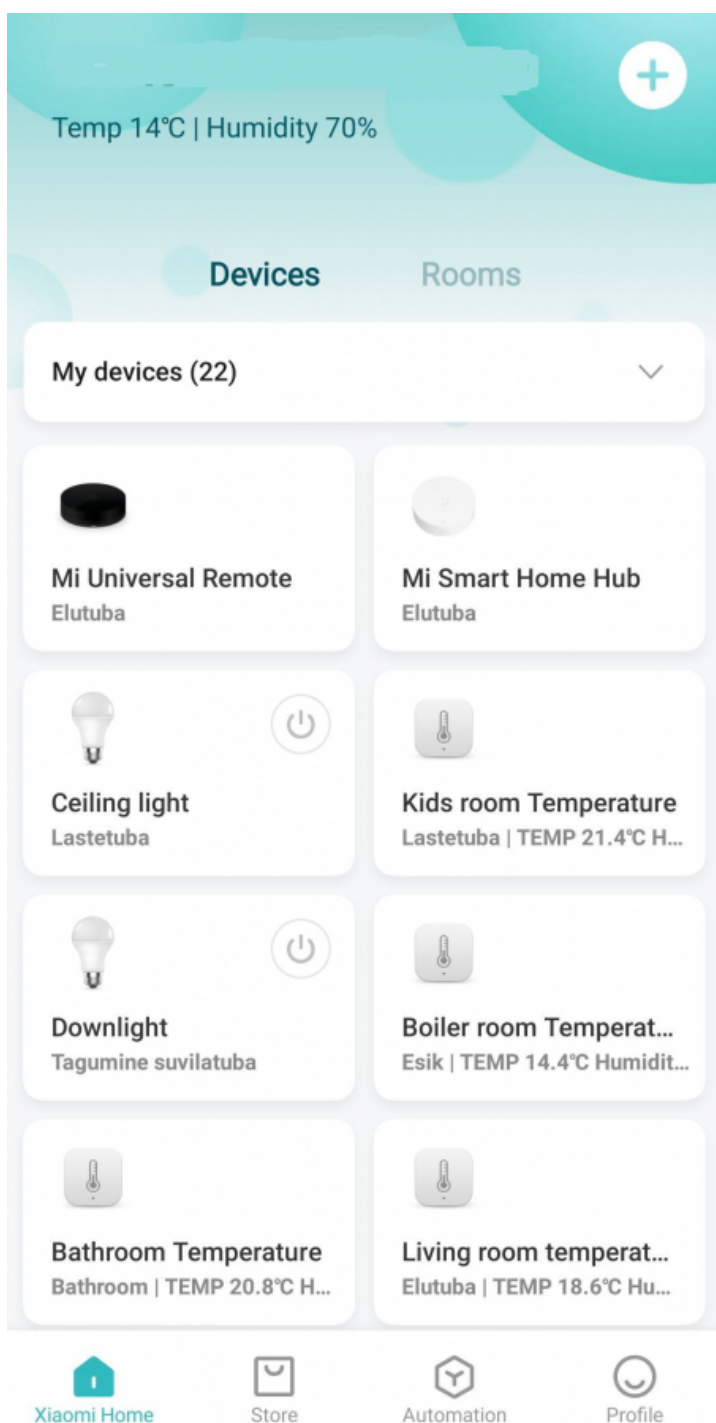 Temp 14℃ | Humidity 70%
Devices
Rooms
My devices (22)
Mi Universal Remote
Elutuba
Mi Smart Home Hub
Elutuba
Ceiling light
Lastetuba
Kids room Temperature
Lastetuba | TEMP 21.4℃ H...
Downlight
Tagumine suvilatuba
Boiler room Temperat...
Esik | TEMP 14.4℃ Humidit...
Bathroom Temperature
Bathroom | TEMP 20.8℃ H...
Living room temperat...
Elutuba | TEMP 18.6℃ Hu...
Xiaomi Home
Store
Automation
Profile